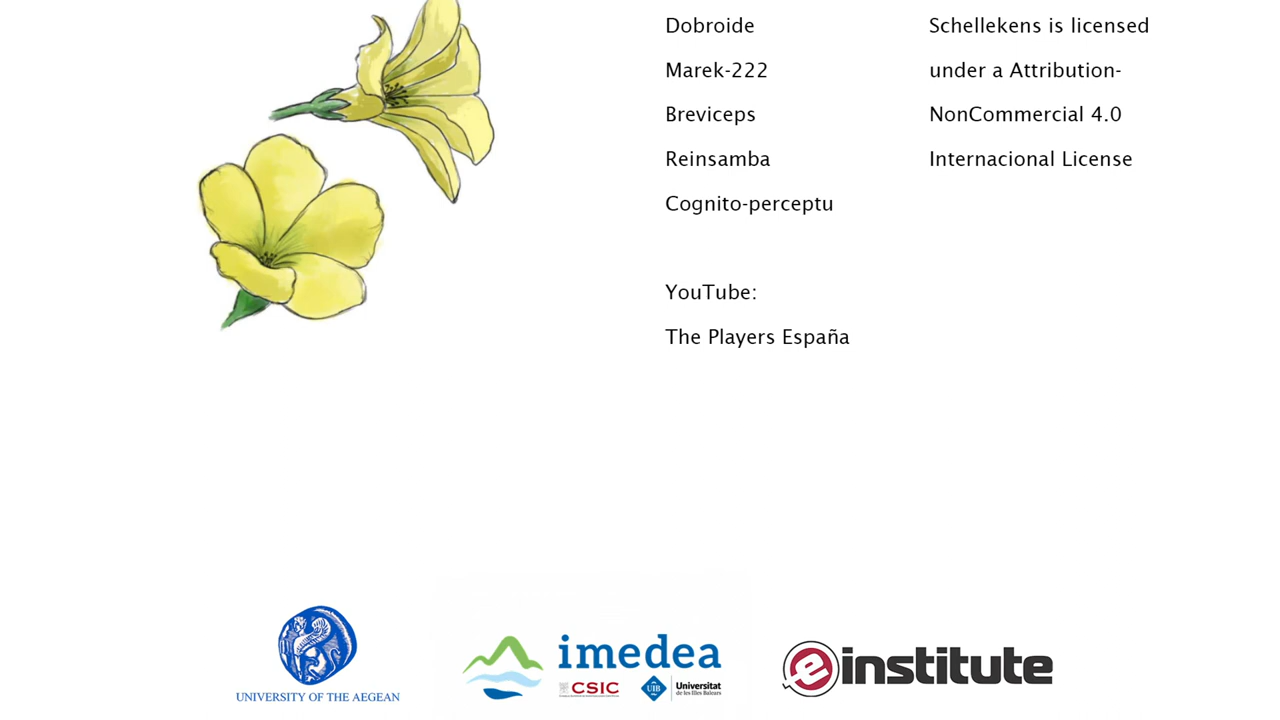 Dobroide
Marek-222
Breviceps
Reinsamba
Cognito-perceptu
YouTube:
The Players España
Schellekens is licensed
under a Attribution-
NonCommercial 4.0
Internacional License
UNIVERSITY OF THE AEGEAN
imedea
CSIC
UIB
Universitat
de les Illes Balears
e institute